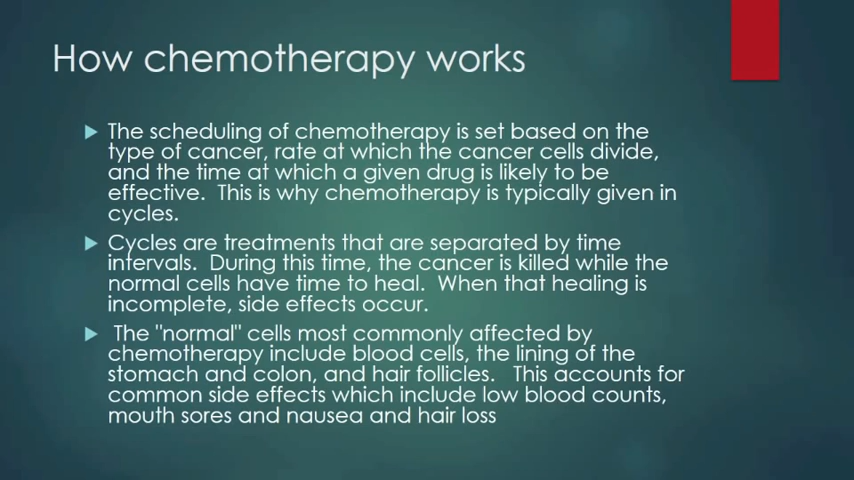 How chemotherapy works
The scheduling of chemotherapy is set based on the
type of cancer, rate at which the cancer cells divide,
and the time at which a given drug is likely to be
effective.  This is why chemotherapy is typically given in
cycles.
Cycles are treatments that are separated by time
intervals.  During this time, the cancer is killed while the
normal cells have time to heal.  When that healing is
incomplete, side effects occur.
The "normal" cells most commonly affected by
chemotherapy include blood cells, the lining of the
stomach and colon, and hair follicles.   This accounts for
common side effects which include low blood counts,
mouth sores and nausea and hair loss